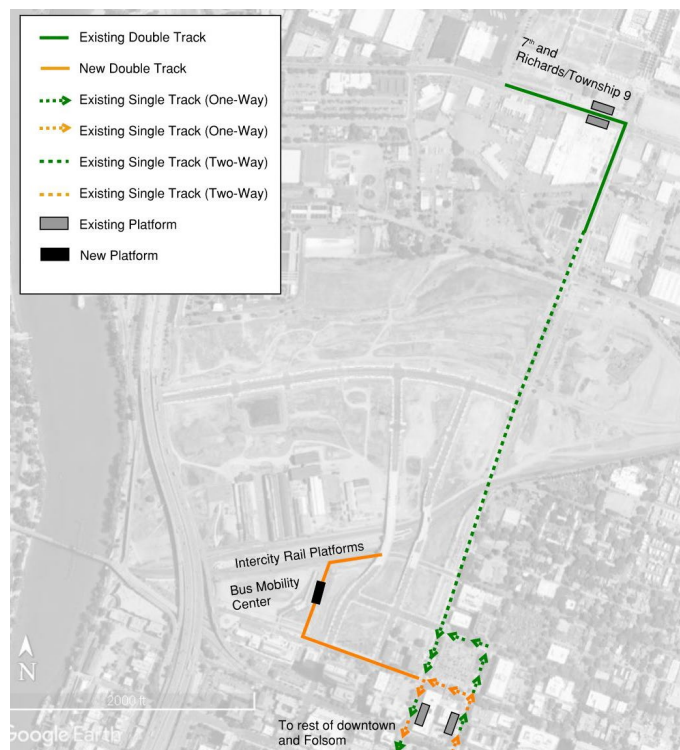 Existing Double Track
New Double Track
Existing Single Track (One-Way)
Existing Single Track (One-Way)
Existing Single Track (Two-Way)
Existing Single Track (Two-Way)
Existing Platform
New Platform
7th and
Richards/Township 9
Intercity Rail Platforms
Bus Mobility
Center
N
2000 ft
Google Earth
To rest of downtown
and Folsom